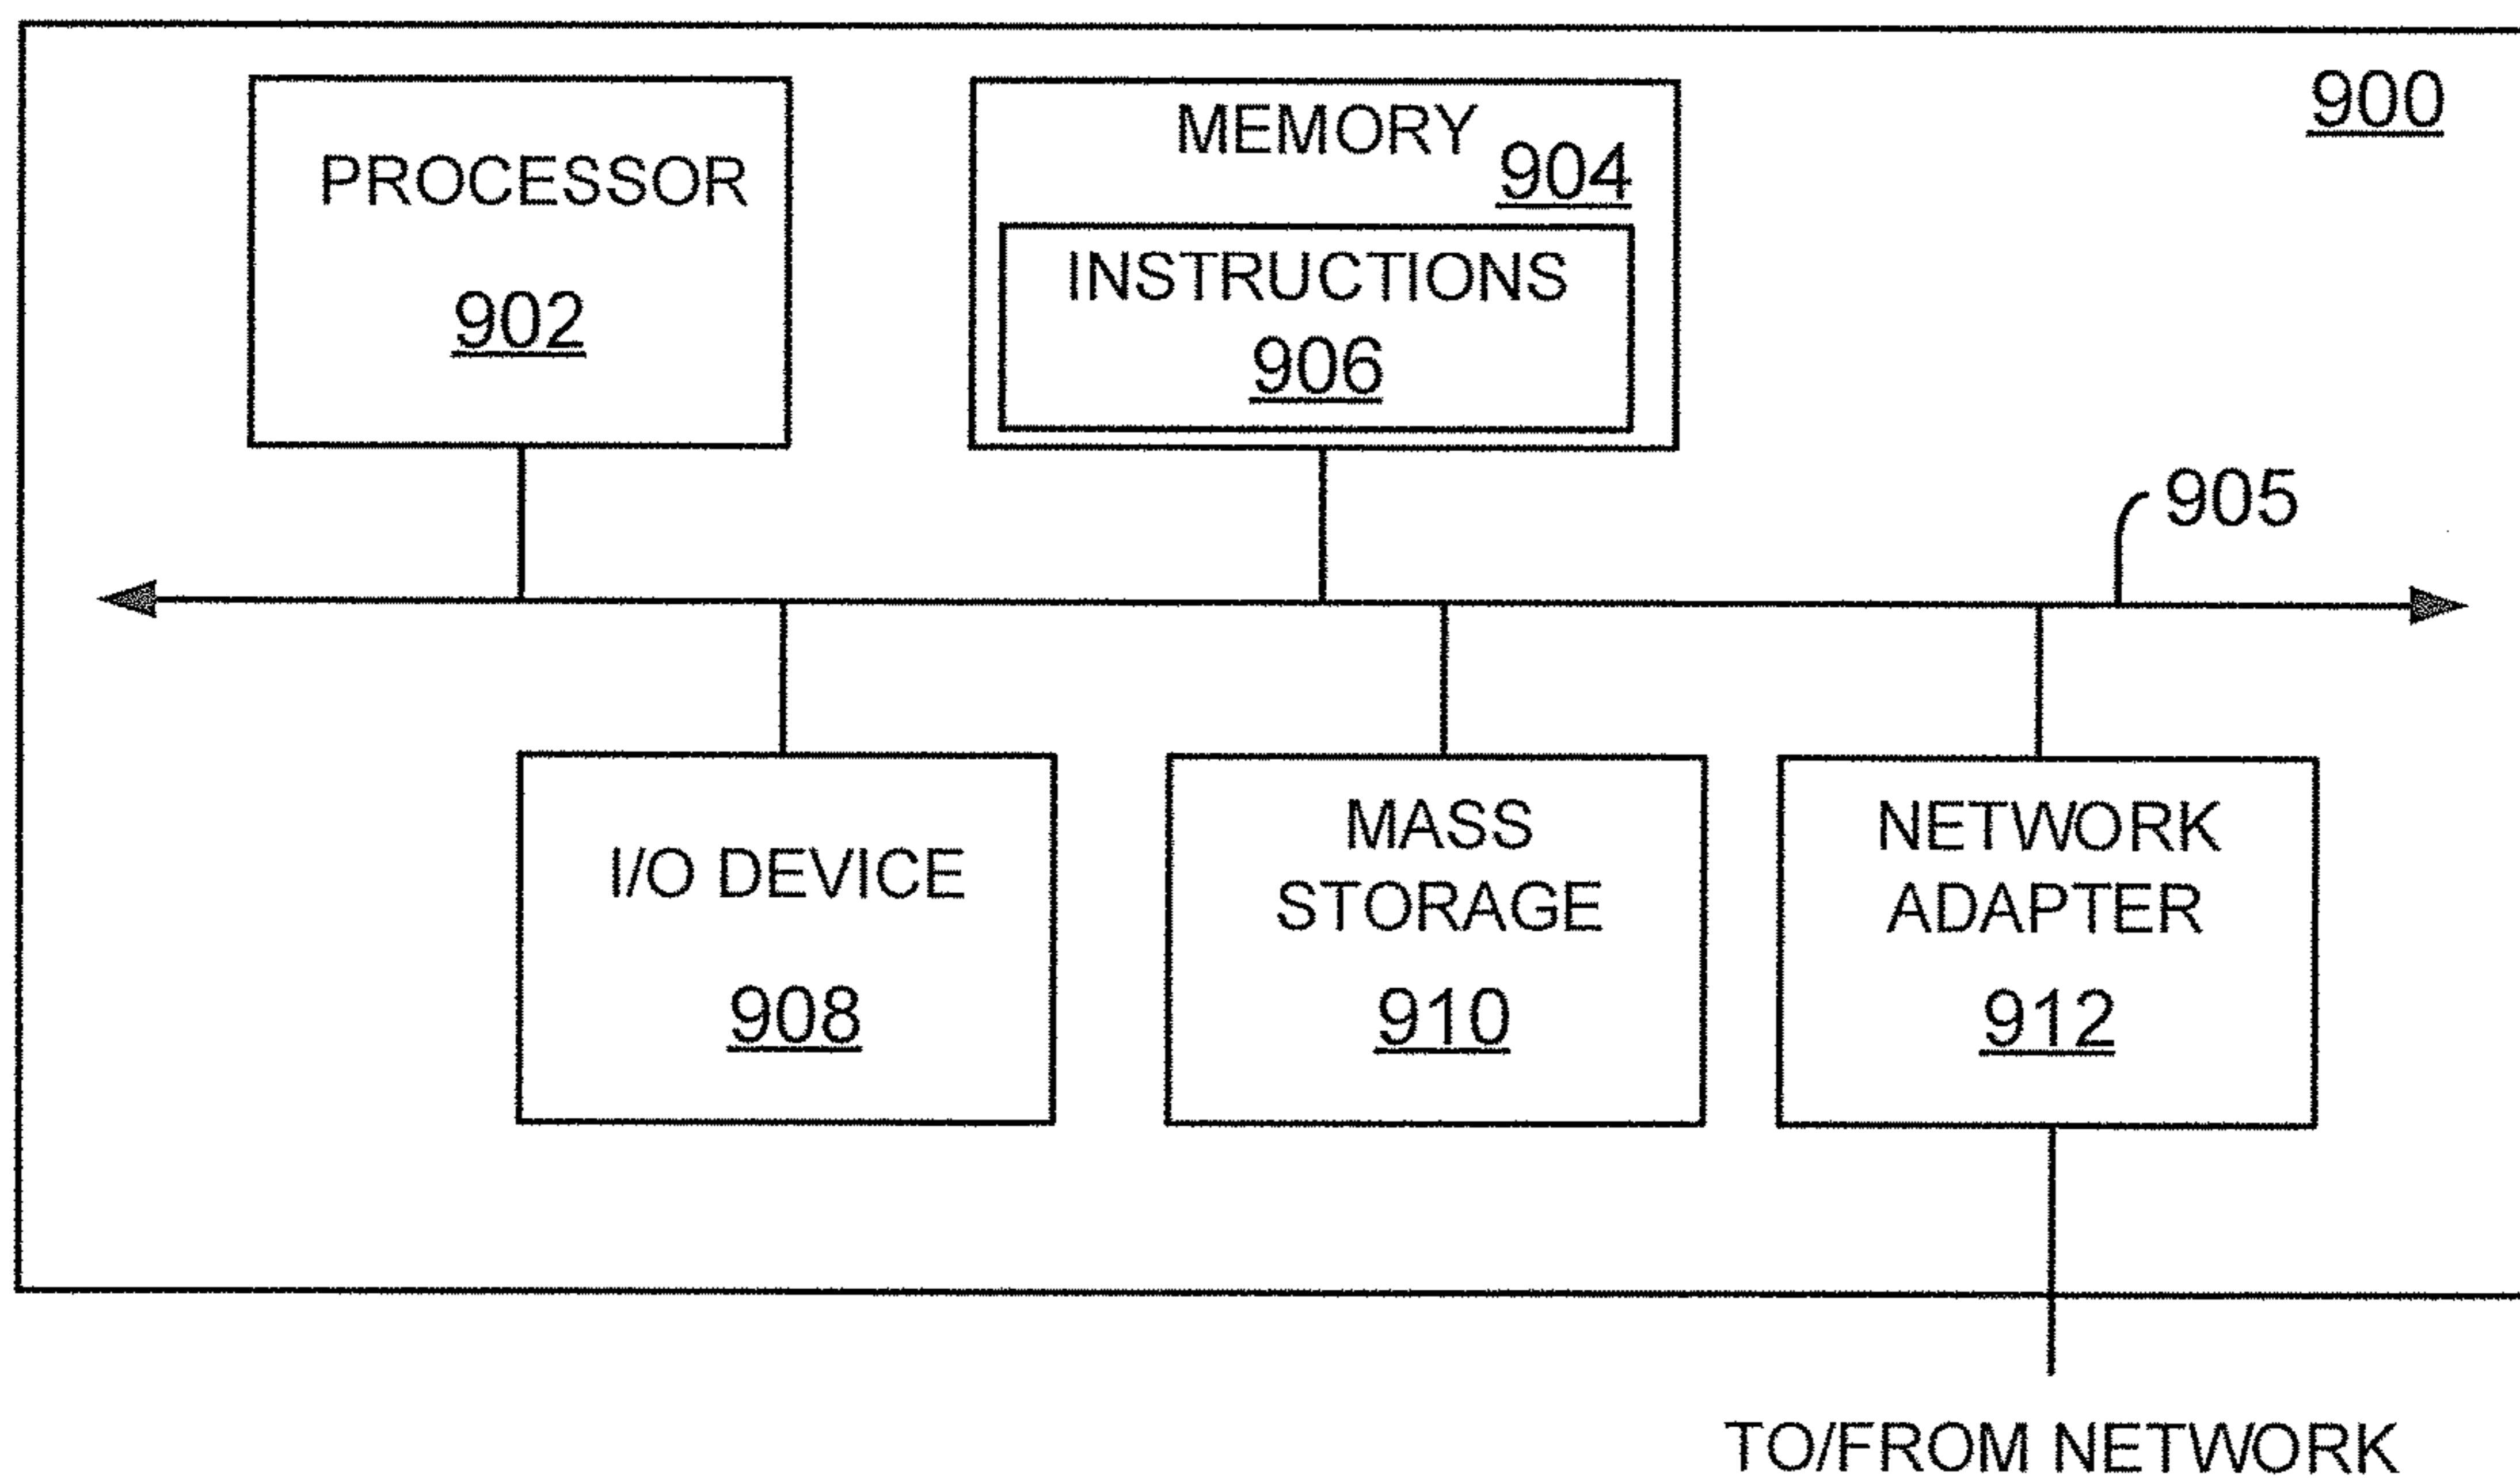 900
PROCESSOR
902
MEMORY
904
INSTRUCTIONS
906
905
I/O DEVICE
908
MASS
STORAGE
910
NETWORK
ADAPTER
912
TO/FROM NETWORK